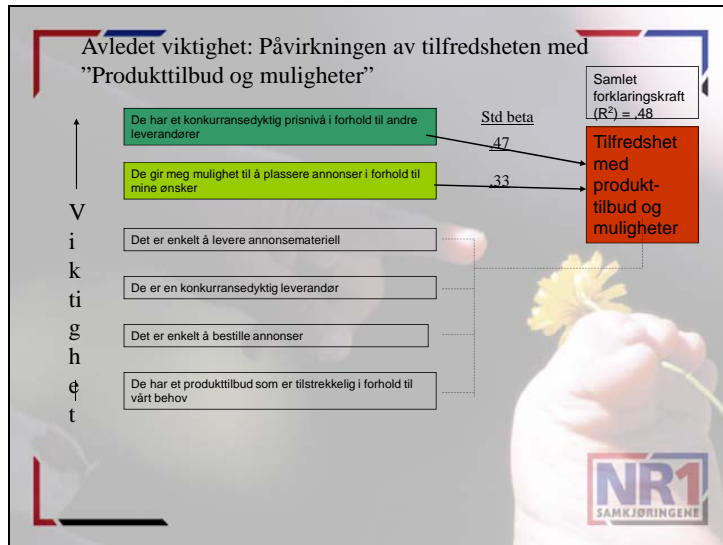 Avledet viktighet: Påvirkningen av tilfredsheten med
”Produkttilbud og muligheter”
Samlet
forklaringskraft
(R²) = ,48
De har et konkurransedyktig prisnivå i forhold til andre
leverandører
Std beta
,47
De gir meg mulighet til å plassere annonser i forhold til
mine ønsker
,33
Tilfredshet
med
produkt-
tilbud og
muligheter
V
i
k
ti
g
h
e
t
Det er enkelt å levere annonsemateriell
De er en konkurransedyktig leverandør
Det er enkelt å bestille annonser
De har et produkttilbud som er tilstrekkelig i forhold til
vårt behov
NR1
SAMKJØRINGENE